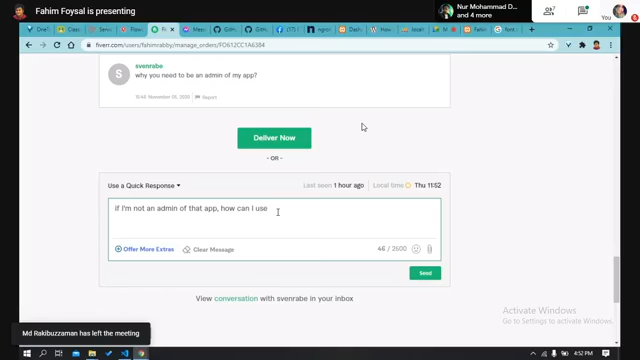 Fahim Foysal is presenting
Nur Mohammad D...
and 4 more
7
You
fiverr.com/users/fahimrabby/manage_orders/FO612CC1A6384
S
svenrabe
why you need to be an admin of my app?
Report
Deliver Now
- OR -
Use a Quick Response
Last seen 1 hour ago
Local time Thu 11:52
if I'm not an admin of that app, how can I use
Offer More Extras
Clear Message
46 / 2500
Send
View conversation with svenrabe in your inbox
Activate Windows
Go to Settings to activate Windows.
Md Rakibuzzaman has left the meeting
4:52 PM